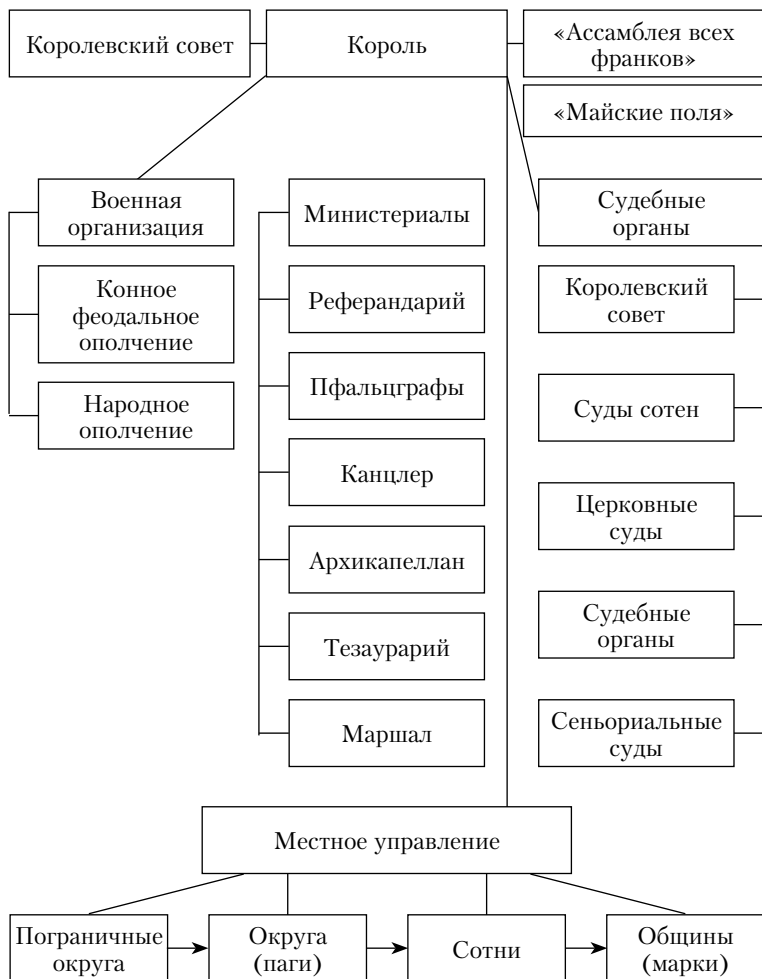 Королевский совет
Король
«Ассамблея всех
франков»
«Майские поля»
Военная
организация
Конное
феодальное
ополчение
Народное
ополчение
Министериалы
Реферандарий
Пфальцграфы
Канцлер
Архикапеллан
Тезаурарий
Маршал
Судебные
органы
Королевский
совет
Суды сотен
Церковные
суды
Судебные
органы
Сеньориальные
суды
Местное управление
Пограничные
округа
Округа
(паги)
Сотни
Общины
(марки)